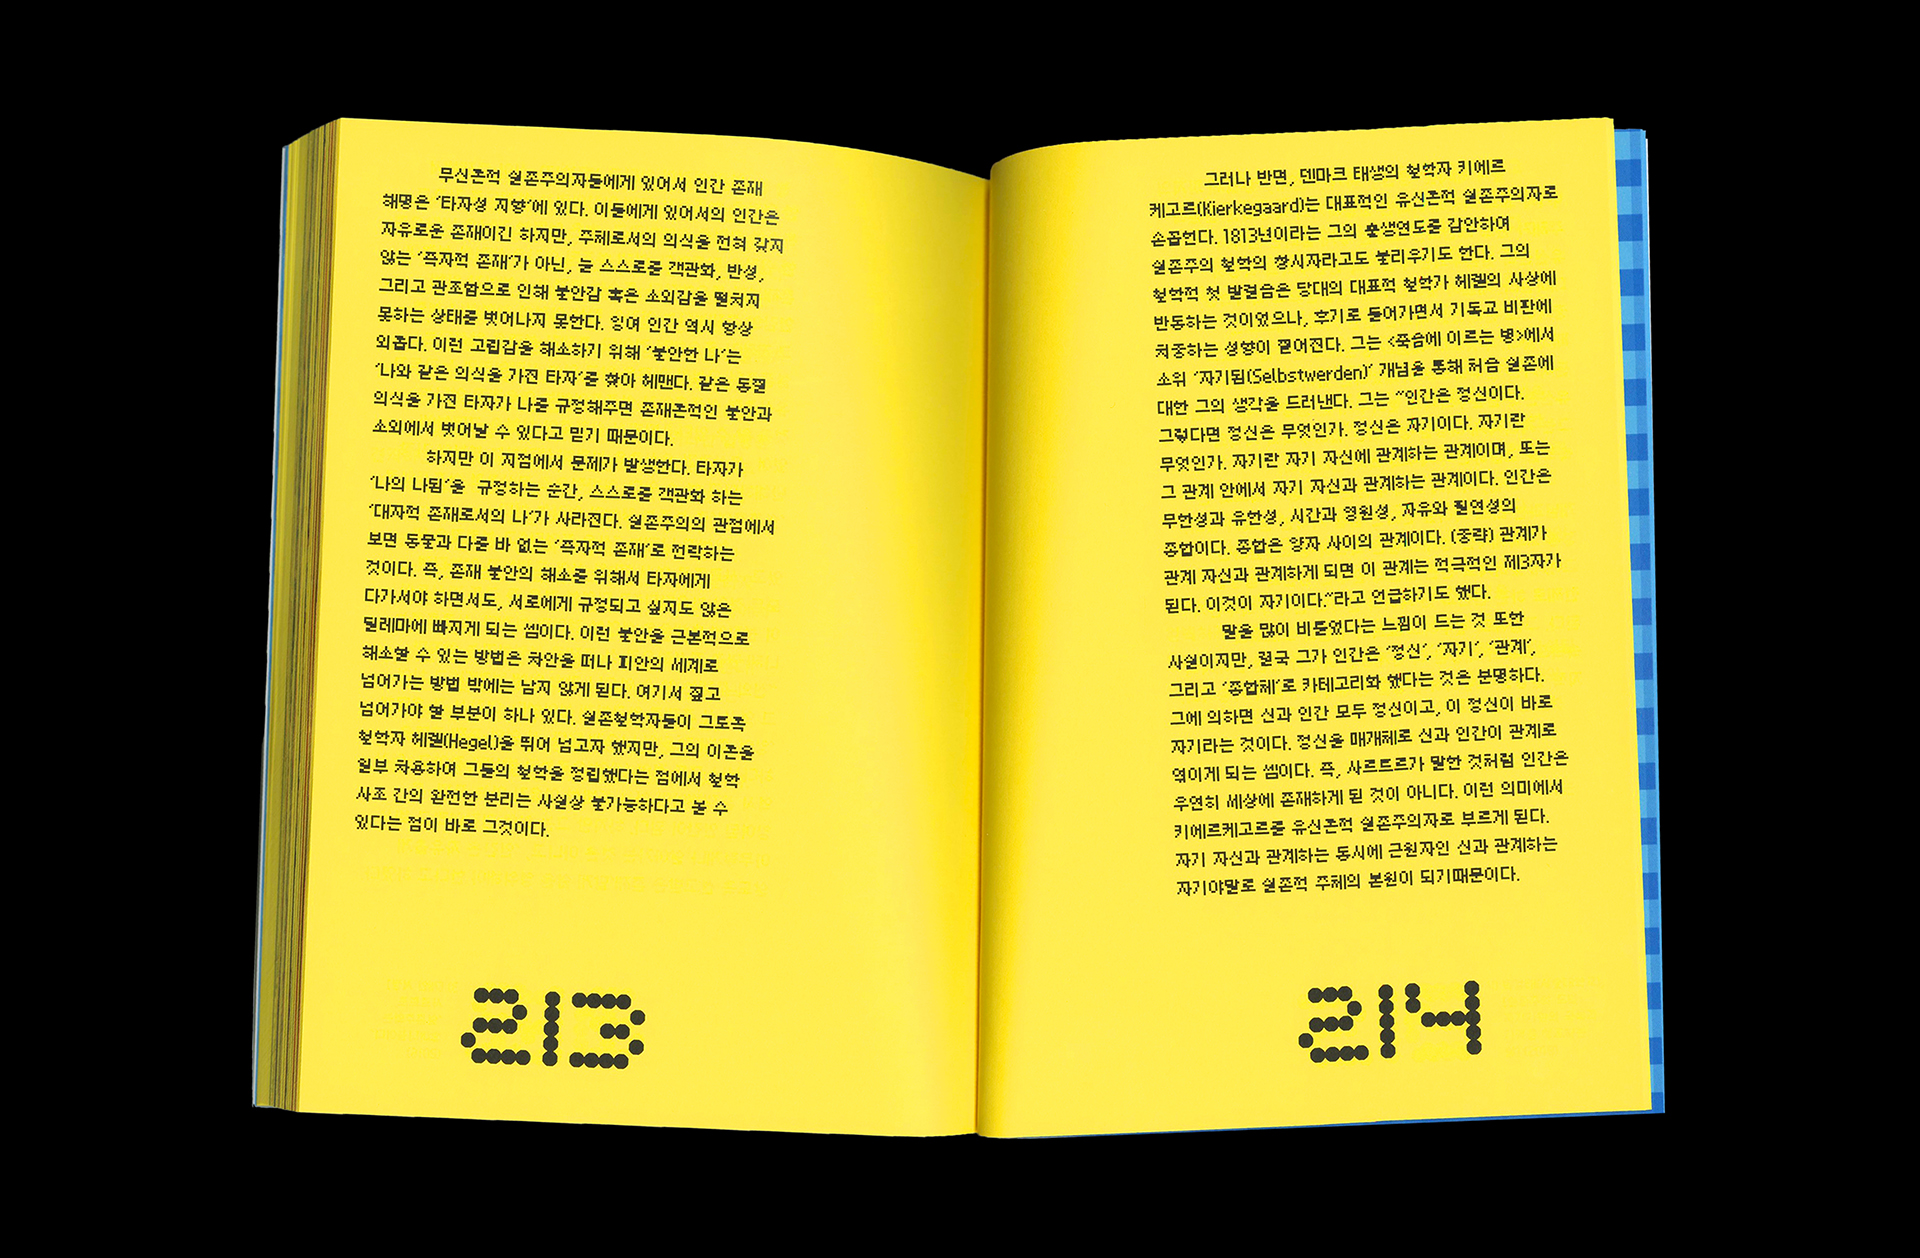 무신론적 실존주의자들에게 있어서 인간 존재
해명은 ‘타자성 지향’에 있다. 이들에게 있어서의 인간은
자유로운 존재이긴 하지만, 주체로서의 의식을 전혀 갖지
않는 ‘즉자적 존재’가 아닌, 늘 스스로를 객관화, 반성,
그리고 관조함으로 인해 불안감 혹은 소외감을 떨쳐지
못하는 상태를 벗어나지 못한다. 잉여 인간 역시 항상
외롭다. 이런 고립감을 해소하기 위해 ‘불안한 나’는
‘나와 같은 의식을 가진 타자’를 찾아 헤맨다. 같은 동질
의식을 가진 타자가 나를 규정해주면 존재론적인 불안과
소외에서 벗어날 수 있다고 믿기 때문이다.
하지만 이 지점에서 문제가 발생한다. 타자가
‘나의 나됨’을 규정하는 순간, 스스로를 객관화 하는
‘대자적 존재로서의 나’가 사라진다. 실존주의의 관점에서
보면 동물과 다를 바 없는 ‘즉자적 존재’로 전락하는
것이다. 즉, 존재 불안의 해소를 위해서 타자에게
다가서야 하면서도, 서로에게 규정되고 싶지도 않은
딜레마에 빠지게 되는 셈이다. 이런 불안을 근본적으로
해소할 수 있는 방법은 차안을 떠나 피안의 세계로
넘어가는 방법 밖에는 남지 않게 된다. 여기서 짚고
넘어가야 할 부분이 하나 있다. 실존철학자들이 그토록
철학자 헤겔(Hegel)을 뛰어 넘고자 했지만, 그의 이론을
일부 차용하여 그들의 철학을 정립했다는 점에서 철학
사조 간의 완전한 분리는 사실상 불가능하다고 볼 수
있다는 점이 바로 그것이다.
213
그러나 반면, 덴마크 태생의 철학자 키에르
케고르(Kierkegaard)는 대표적인 유신론적 실존주의자로
손꼽힌다. 1813년이라는 그의 출생연도를 감안하여
실존주의 철학의 창시자라고도 불리우기도 한다. 그의
철학적 첫 발걸음은 당대의 대표적 철학가 헤겔의 사상에
반동하는 것이었으나, 후기로 들어가면서 기독교 비판에
치중하는 성향이 짙어진다. 그는 <죽음에 이르는 병>에서
소위 ‘자기됨(Selbstwerden)’ 개념을 통해 처음 실존에
대한 그의 생각을 드러낸다. 그는 “인간은 정신이다.
그렇다면 정신은 무엇인가. 정신은 자기이다. 자기란
무엇인가. 자기란 자기 자신에 관계하는 관계이며, 또는
그 관계 안에서 자기 자신과 관계하는 관계이다. 인간은
무한성과 유한성, 시간과 영원성, 자유와 필연성의
종합이다. 종합은 양자 사이의 관계이다. (중략) 관계가
관계 자신과 관계하게 되면 이 관계는 적극적인 제3자가
된다. 이것이 자기이다.”라고 언급하기도 했다.
말을 많이 비틀었다는 느낌이 드는 것 또한
사실이지만, 결국 그가 인간은 ‘정신’, ‘자기’, ‘관계’,
그리고 ‘종합체’로 카테고리화 했다는 것은 분명하다.
그에 의하면 신과 인간 모두 정신이고, 이 정신이 바로
자기라는 것이다. 정신을 매개체로 신과 인간이 관계로
엮이게 되는 셈이다. 즉, 사르트르가 말한 것처럼 인간은
우연히 세상에 존재하게 된 것이 아니다. 이런 의미에서
키에르케고르를 유신론적 실존주의자로 부르게 된다.
자기 자신과 관계하는 동시에 근원자인 신과 관계하는
자기야말로 실존적 주체의 본원이 되기때문이다.
214